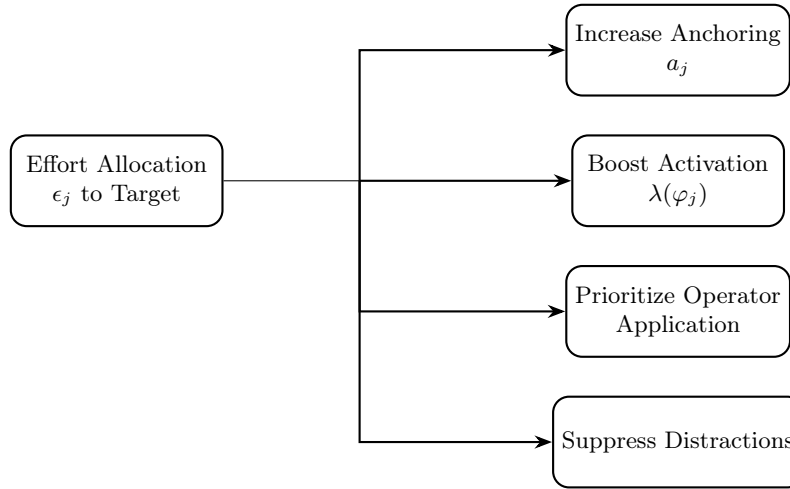 Increase Anchoring
a_j
Effort Allocation
ϵ_j to Target
Boost Activation
λ(φ_j)
Prioritize Operator
Application
Suppress Distractions